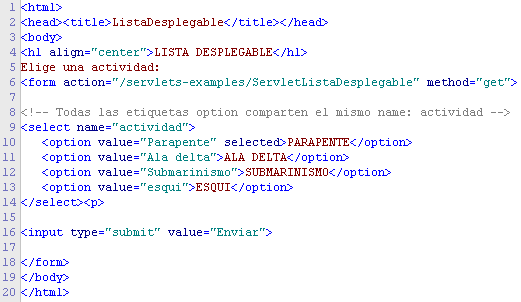 1 <html>
2 <head><title>ListaDesplegable</title></head>
3 <body>
4 <h1 align="center">LISTA DESPLEGABLE</h1>
5 Elige una actividad:
6 <form action="/servlets-examples/ServletListaDesplegable" method="get">
7
8 <!-- Todas las etiquetas option comparten el mismo name: actividad -->
9 <select name="actividad">
10 <option value="Parapente" selected>PARAPENTE</option>
11 <option value="Ala delta">ALA DELTA</option>
12 <option value="Submarinismo">SUBMARINISMO</option>
13 <option value="esqui">ESQUI</option>
14 </select><p>
15
16 <input type="submit" value="Enviar">
17
18 </form>
19 </body>
20 </html>